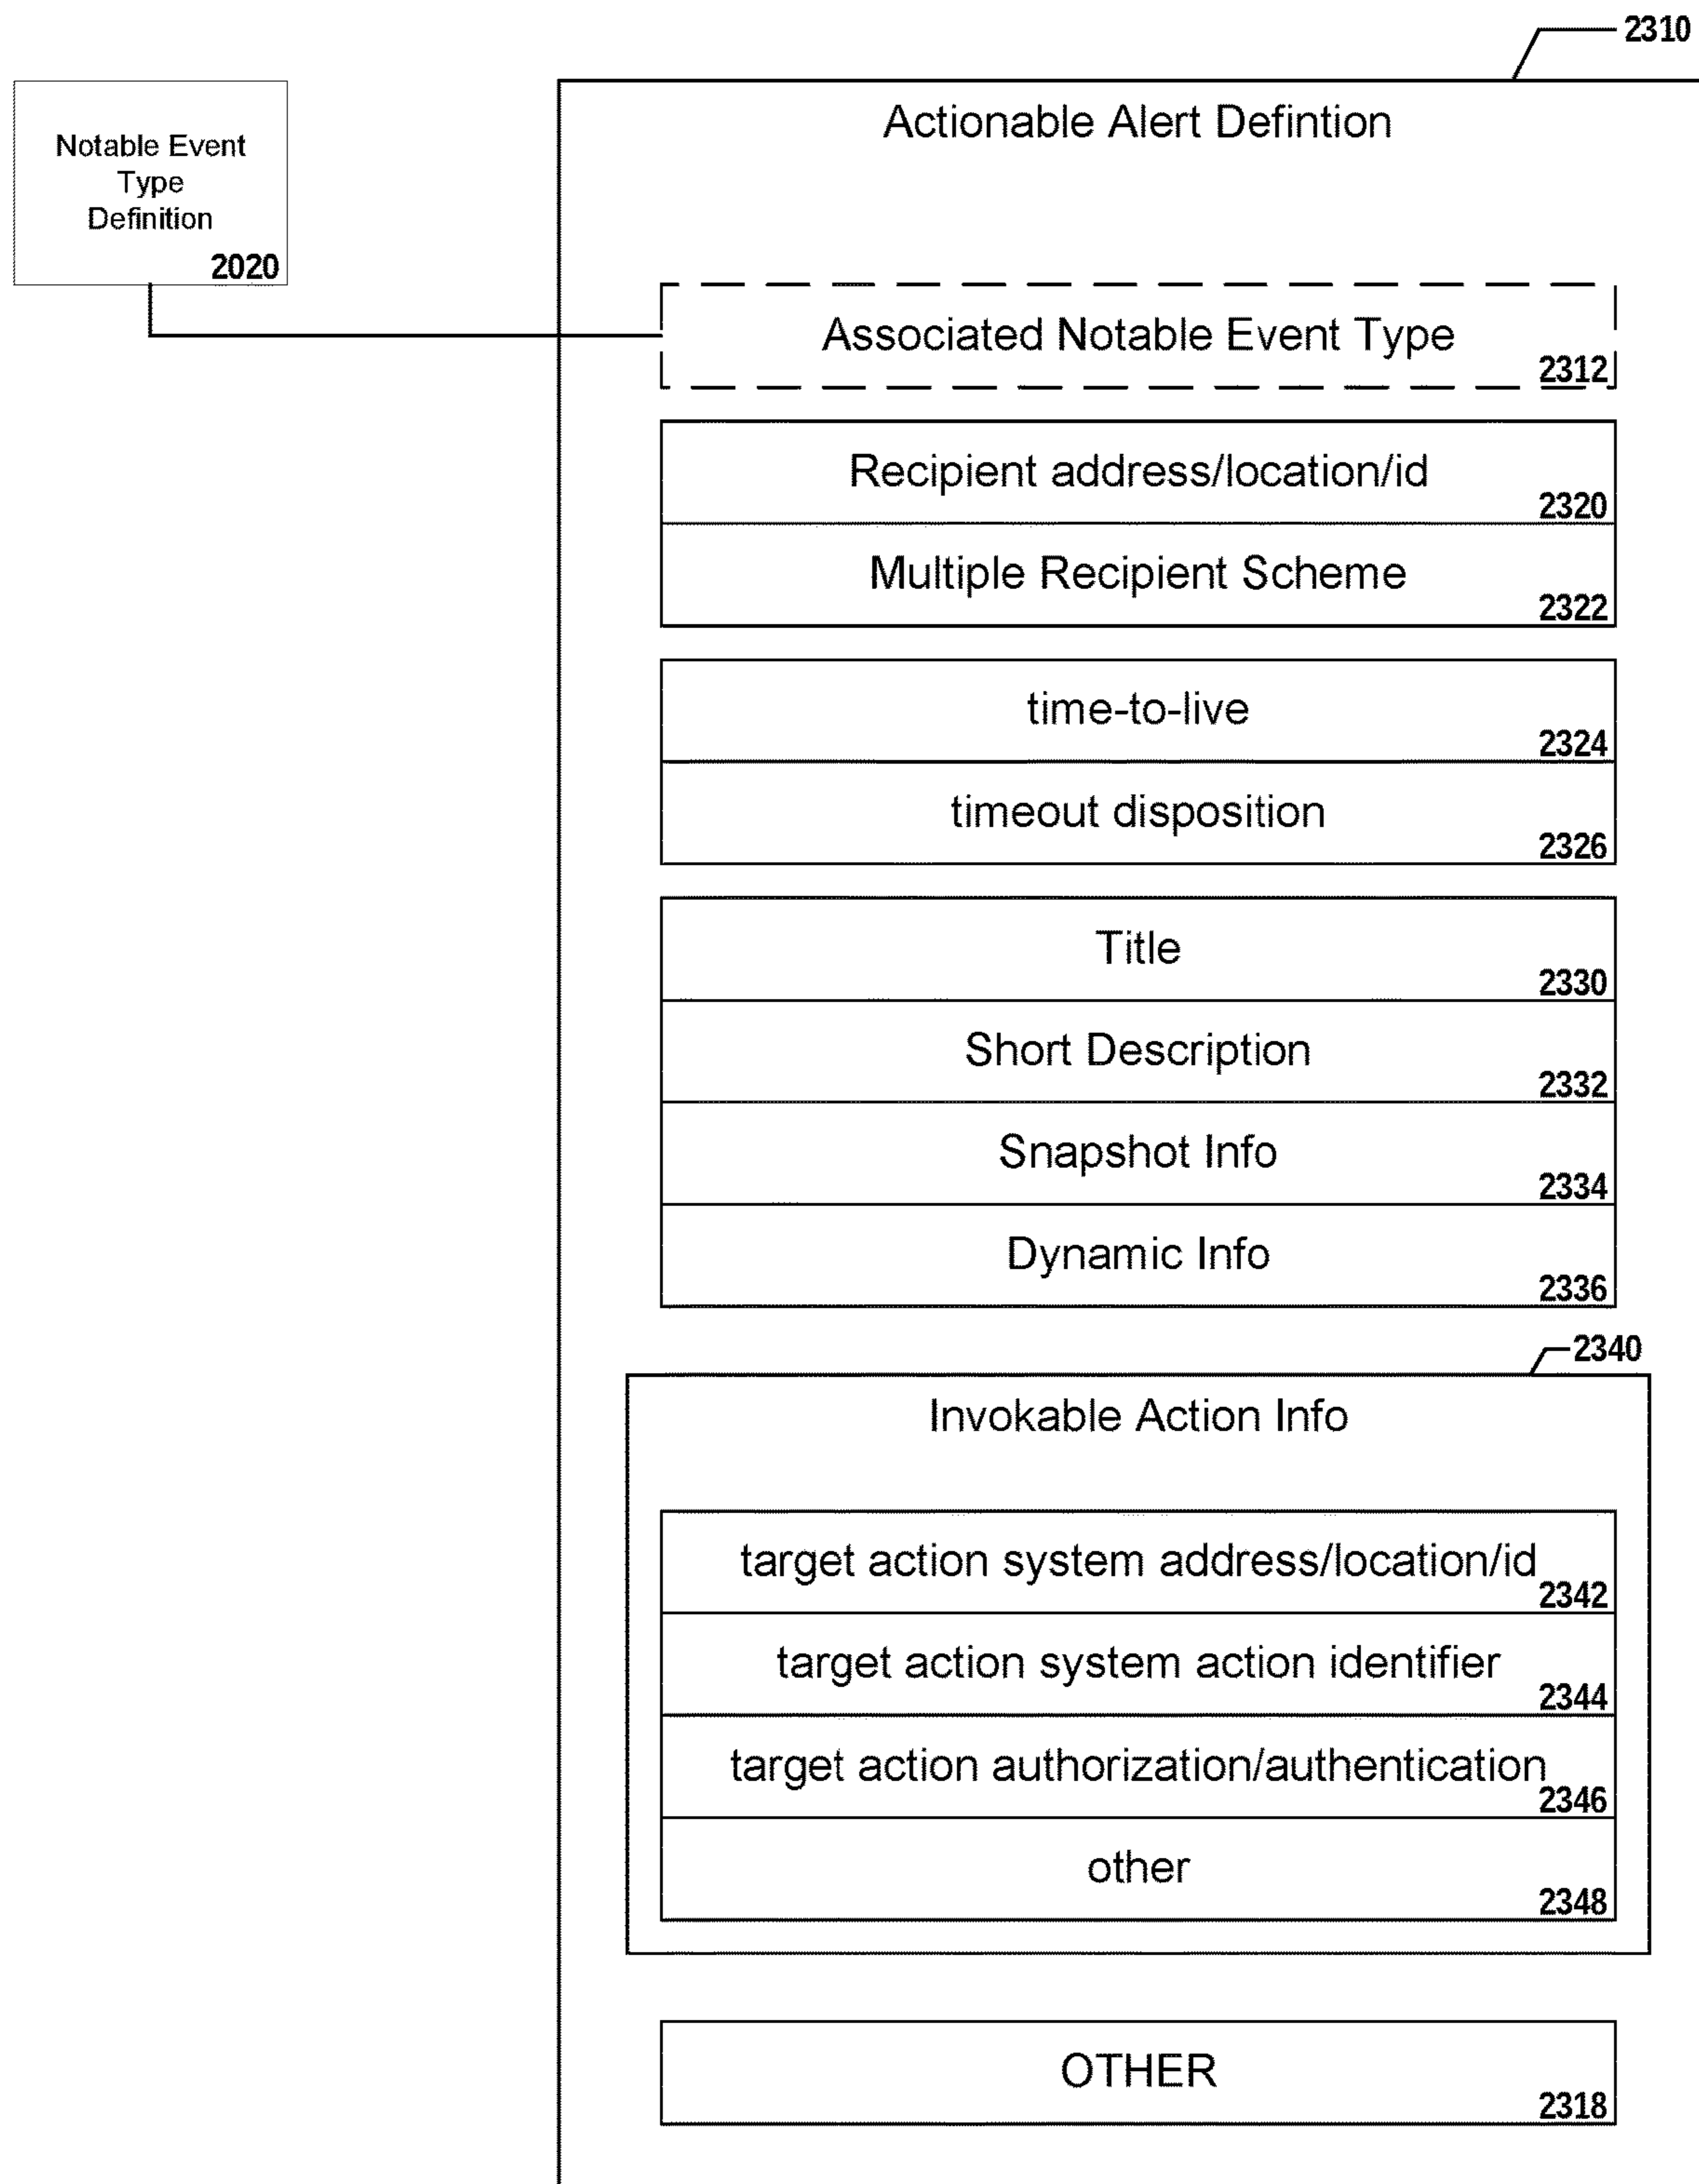 2310
Actionable Alert Defintion
Notable Event
Type
Definition
2020
Associated Notable Event Type
2312
Recipient address/location/id
2320
Multiple Recipient Scheme
2322
time-to-live
2324
timeout disposition
2326
Title
2330
Short Description
2332
Snapshot Info
2334
Dynamic Info
2336
2340
Invokable Action Info
target action system address/location/id
2342
target action system action identifier
2344
target action authorization/authentication
2346
other
2348
OTHER
2318